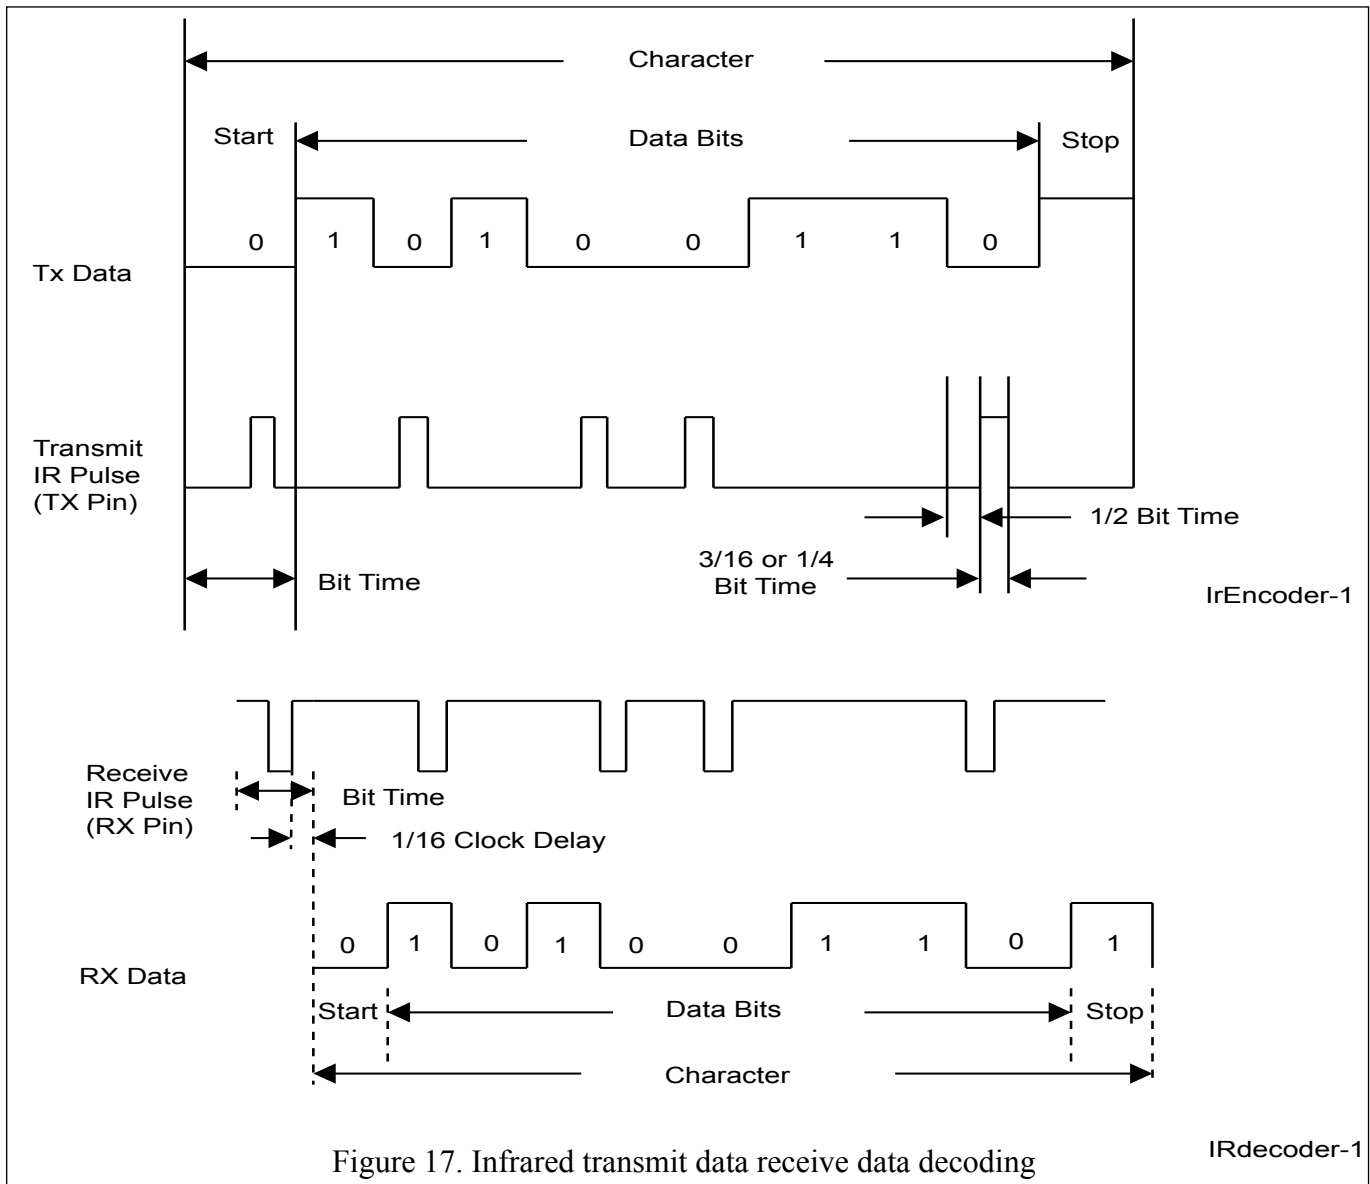 Character
Start
Data Bits
Stop
0 1 0 1 0 0 1 1 0
Tx Data
Transmit
IR Pulse
(TX Pin)
1/2 Bit Time
3/16 or 1/4
Bit Time
Bit Time
IrEncoder-1
Receive
IR Pulse
(RX Pin)
Bit Time
1/16 Clock Delay
0 1 0 1 0 0 1 1 0 1
RX Data
Start
Data Bits
Stop
Character
IRdecoder-1
Figure 17. Infrared transmit data receive data decoding